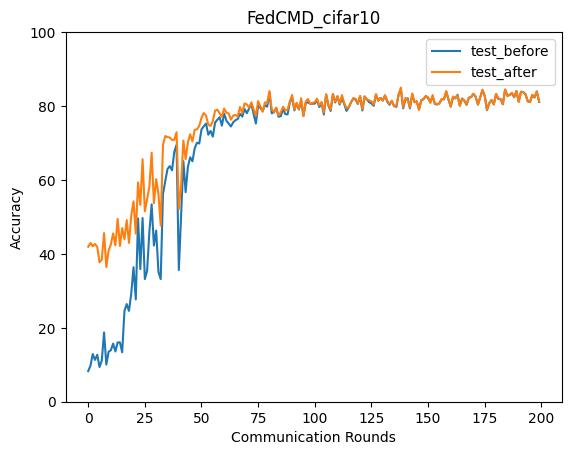 FedCMD_cifar10
100
80
60
40
20
0
Accuracy
test_before
test_after
0 25 50 75 100 125 150 175 200
Communication Rounds